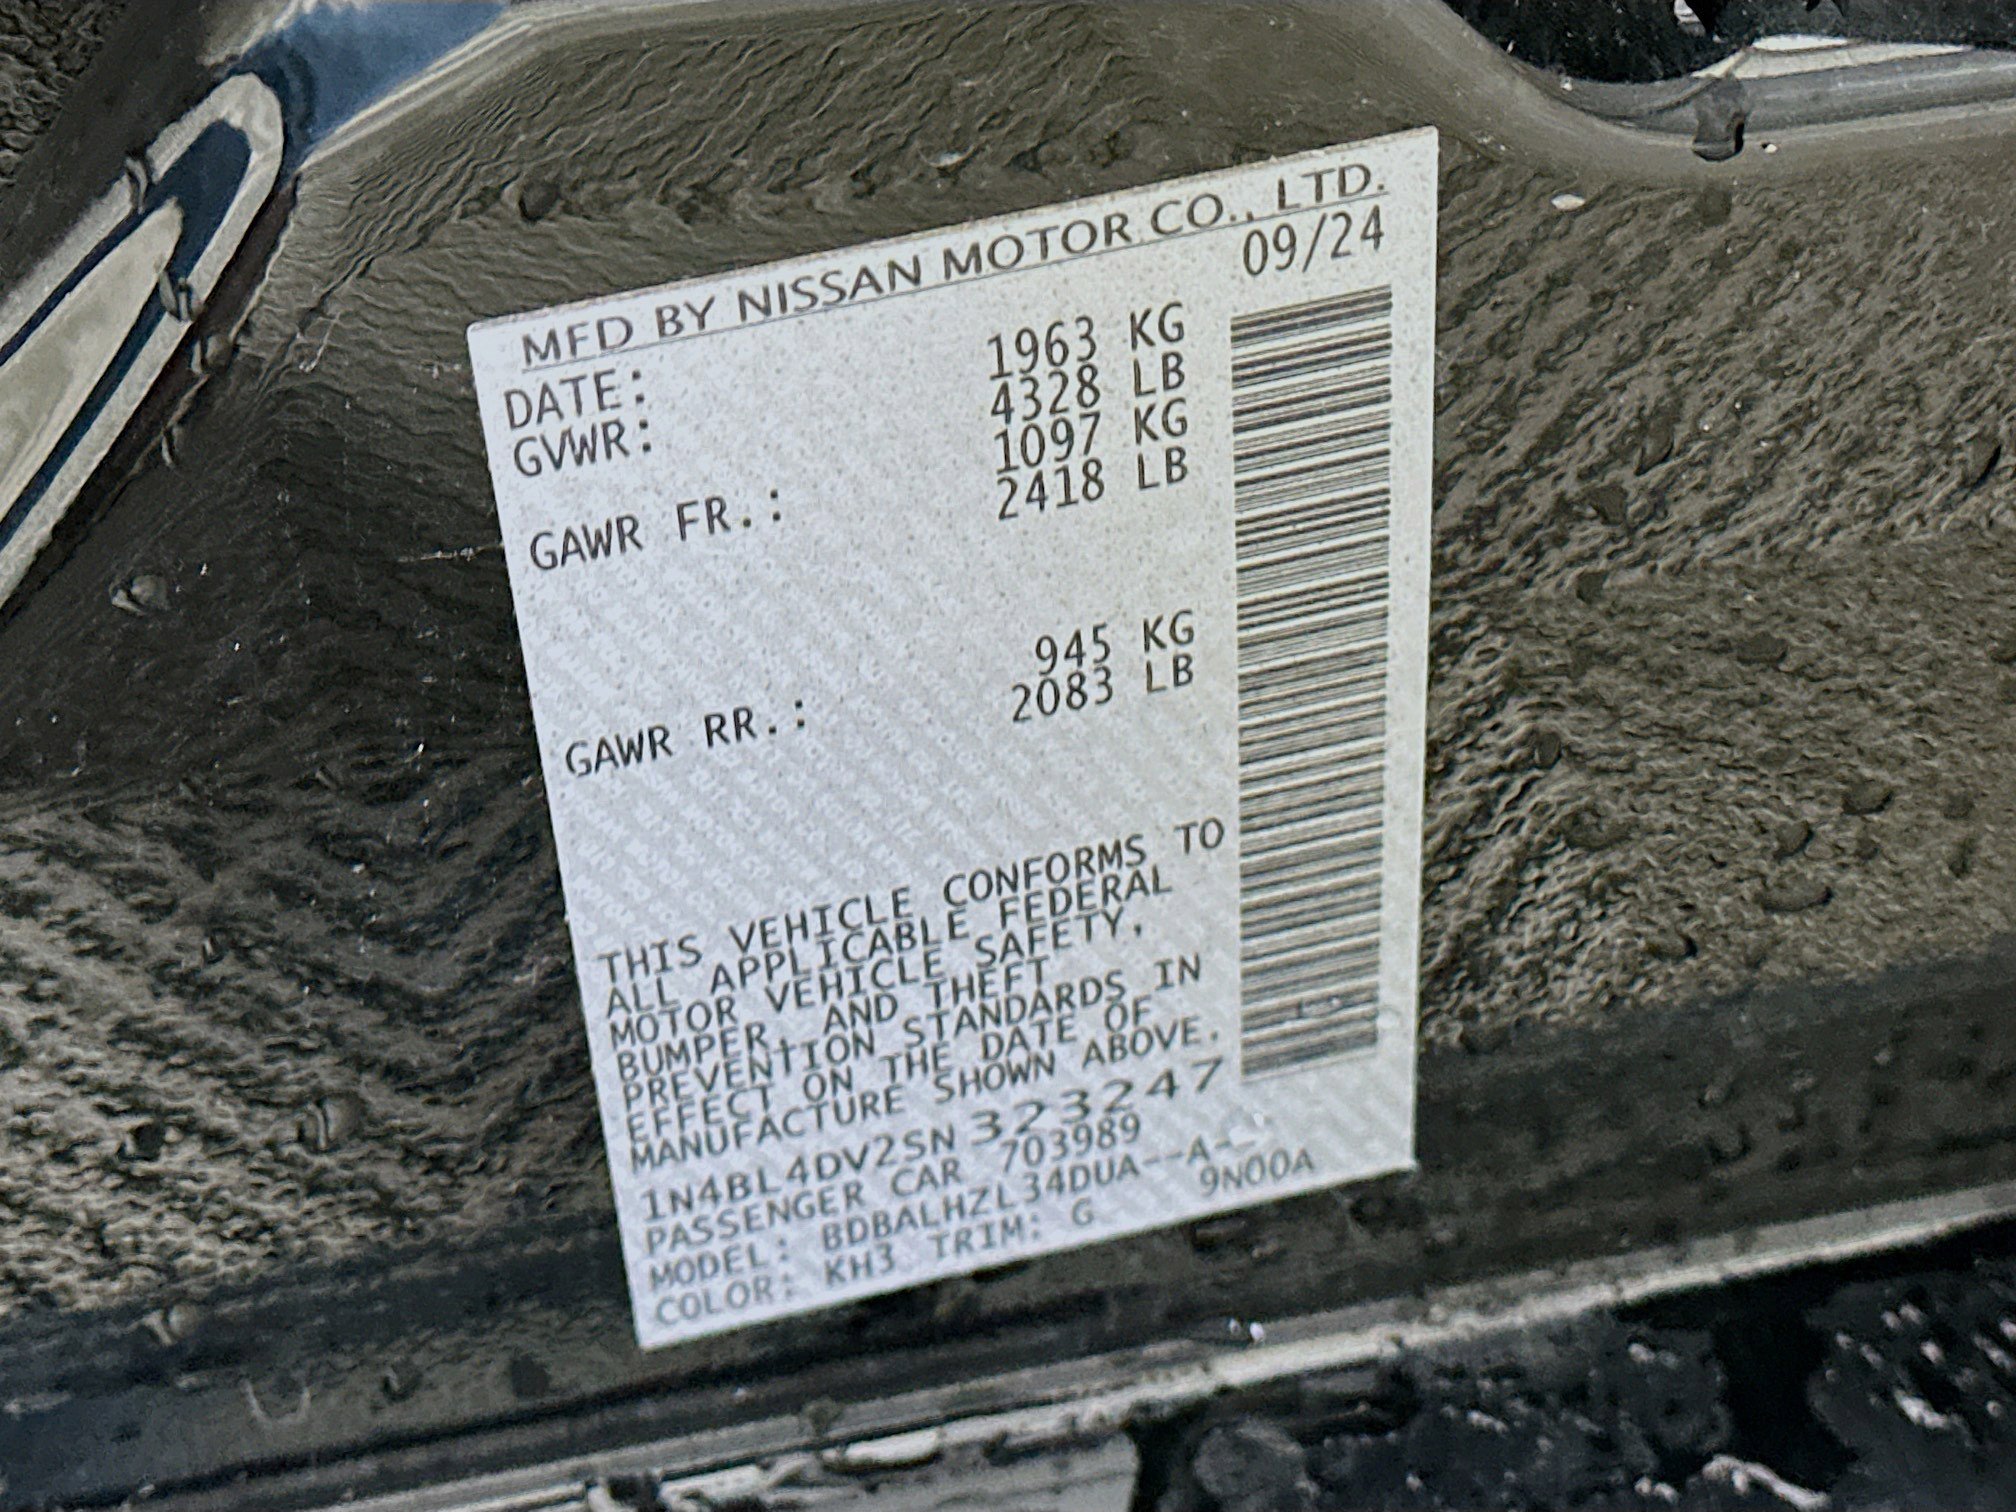 MFD BY NISSAN MOTOR CO., LTD.
DATE: 09/24
GVWR: 1963 KG
4328 LB
GAWR FR.: 1097 KG
2418 LB
GAWR RR.: 945 KG
2083 LB
THIS VEHICLE CONFORMS TO
ALL APPLICABLE FEDERAL
MOTOR VEHICLE SAFETY,
BUMPER, AND THEFT
PREVENTION STANDARDS IN
EFFECT ON THE DATE OF
MANUFACTURE SHOWN ABOVE.
1N4BL4DV2SN323247
PASSENGER CAR 703989
MODEL: BDBALHZL34DUA--A--
COLOR: KH3 TRIM: G 9N00A